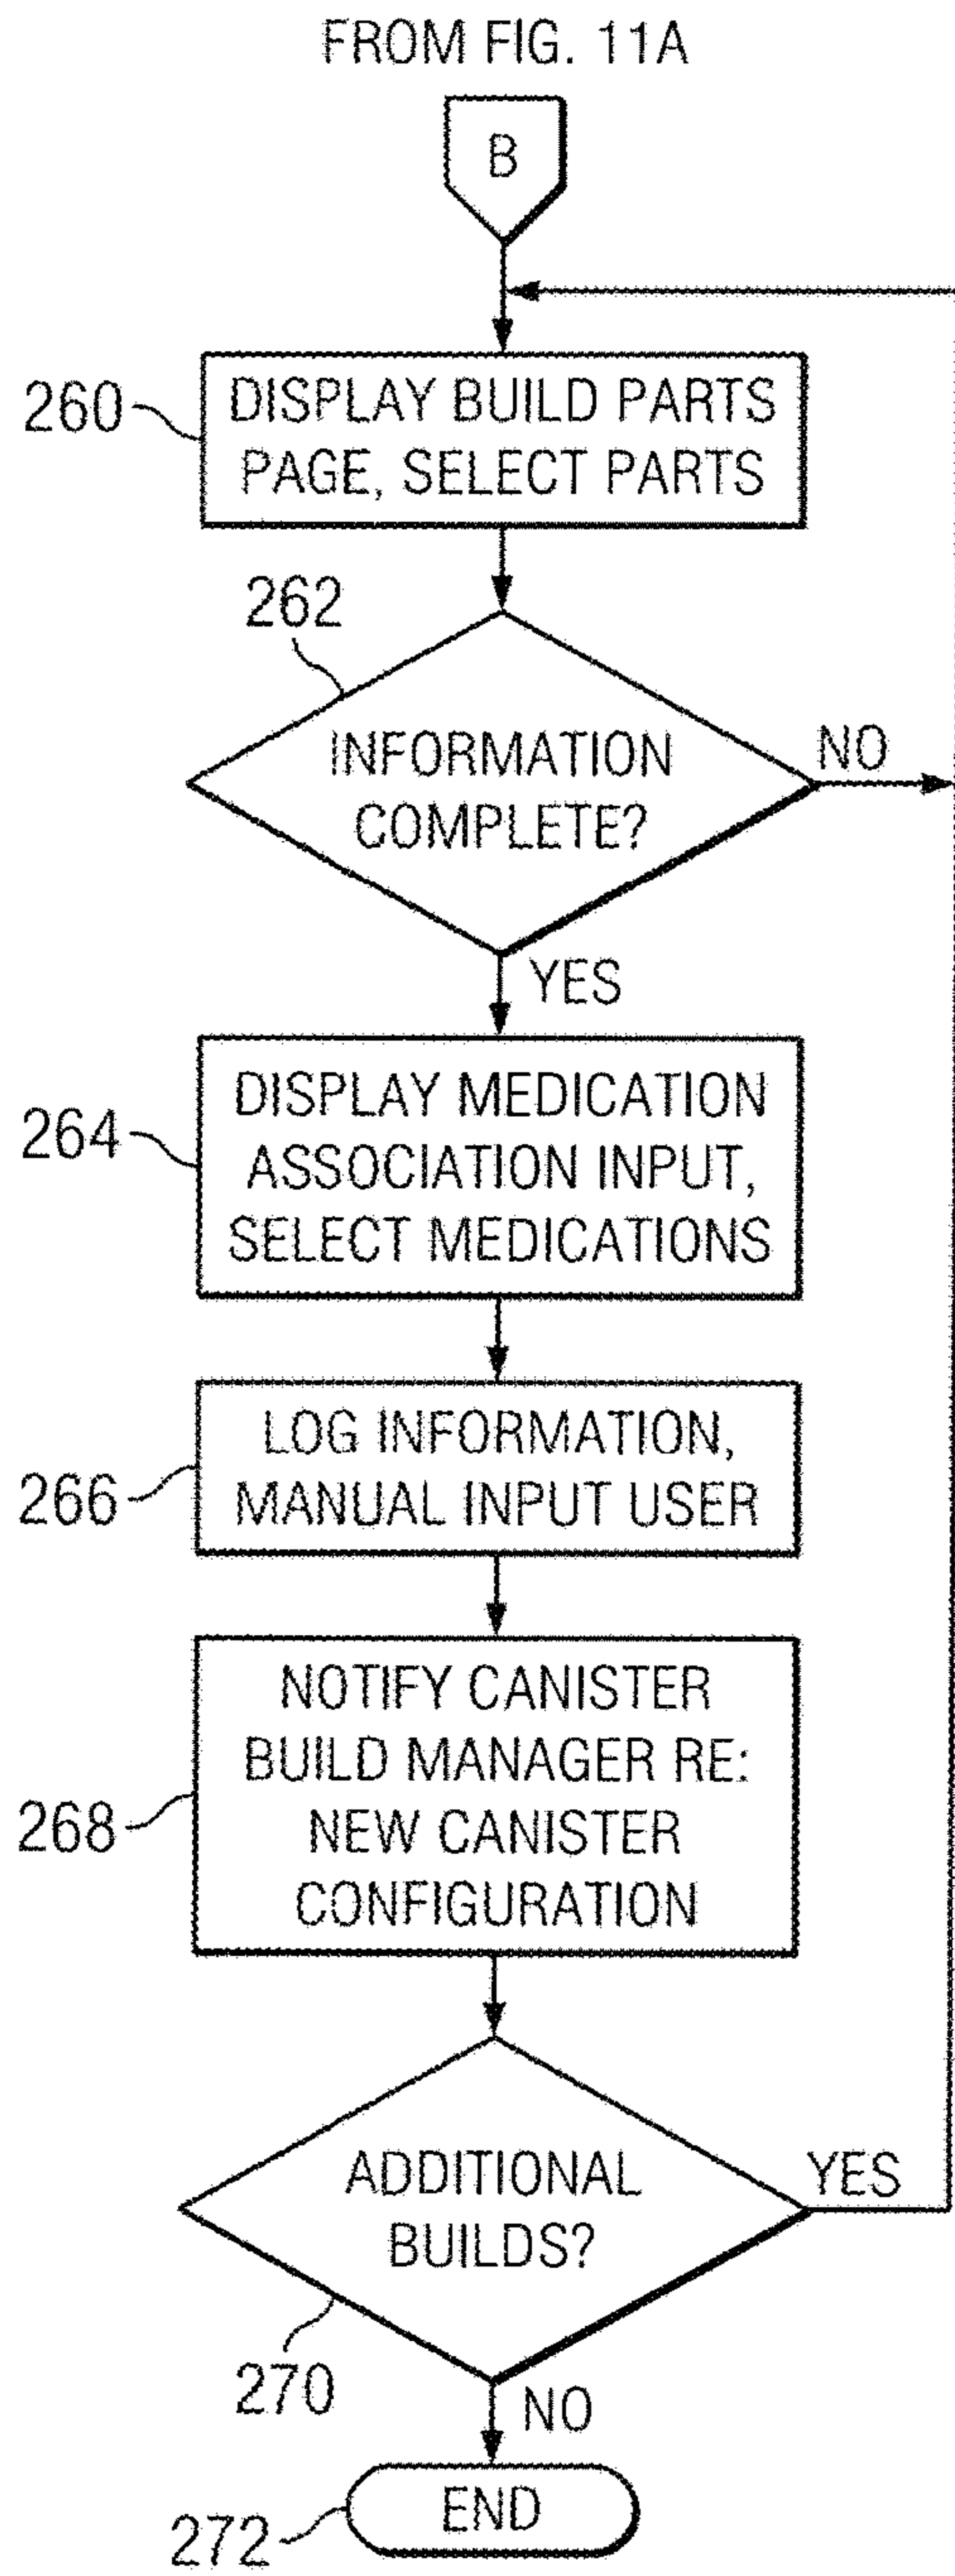 FROM FIG. 11A
B
260
DISPLAY BUILD PARTS
PAGE, SELECT PARTS
262
INFORMATION
COMPLETE?
NO
YES
264
DISPLAY MEDICATION
ASSOCIATION INPUT,
SELECT MEDICATIONS
266
LOG INFORMATION,
MANUAL INPUT USER
268
NOTIFY CANISTER
BUILD MANAGER RE:
NEW CANISTER
CONFIGURATION
ADDITIONAL
BUILDS?
YES
270
NO
END
272